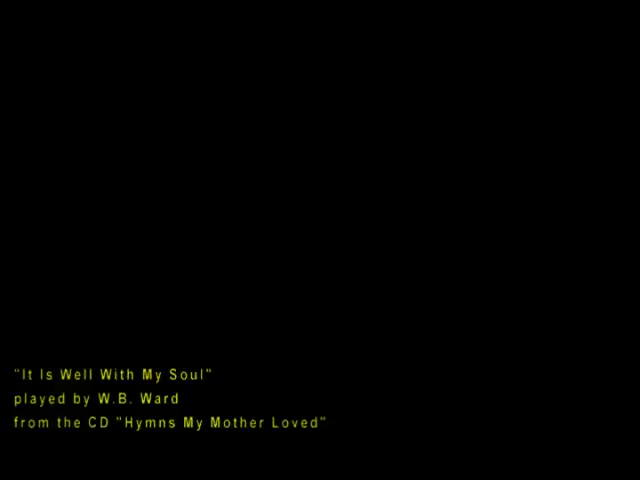 "It Is Well With My Soul"
played by W.B. Ward
from the CD "Hymns My Mother Loved"